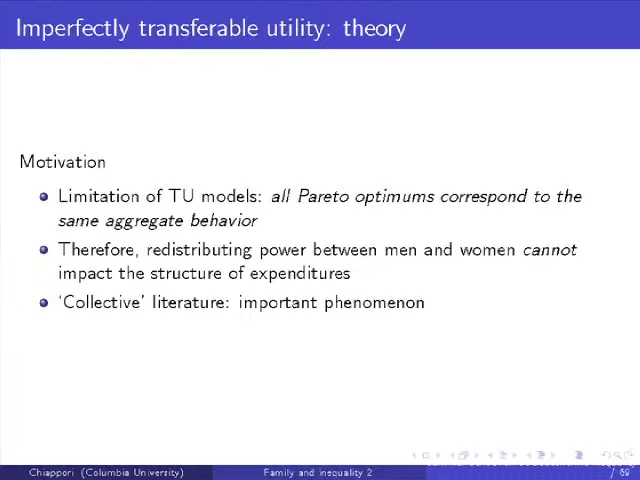 Imperfectly transferable utility: theory
Motivation
Limitation of TU models: all Pareto optimums correspond to the
same aggregate behavior
Therefore, redistributing power between men and women cannot
impact the structure of expenditures
‘Collective’ literature: important phenomenon
Chiappori (Columbia University)
Family and Inequality 2
/ 69